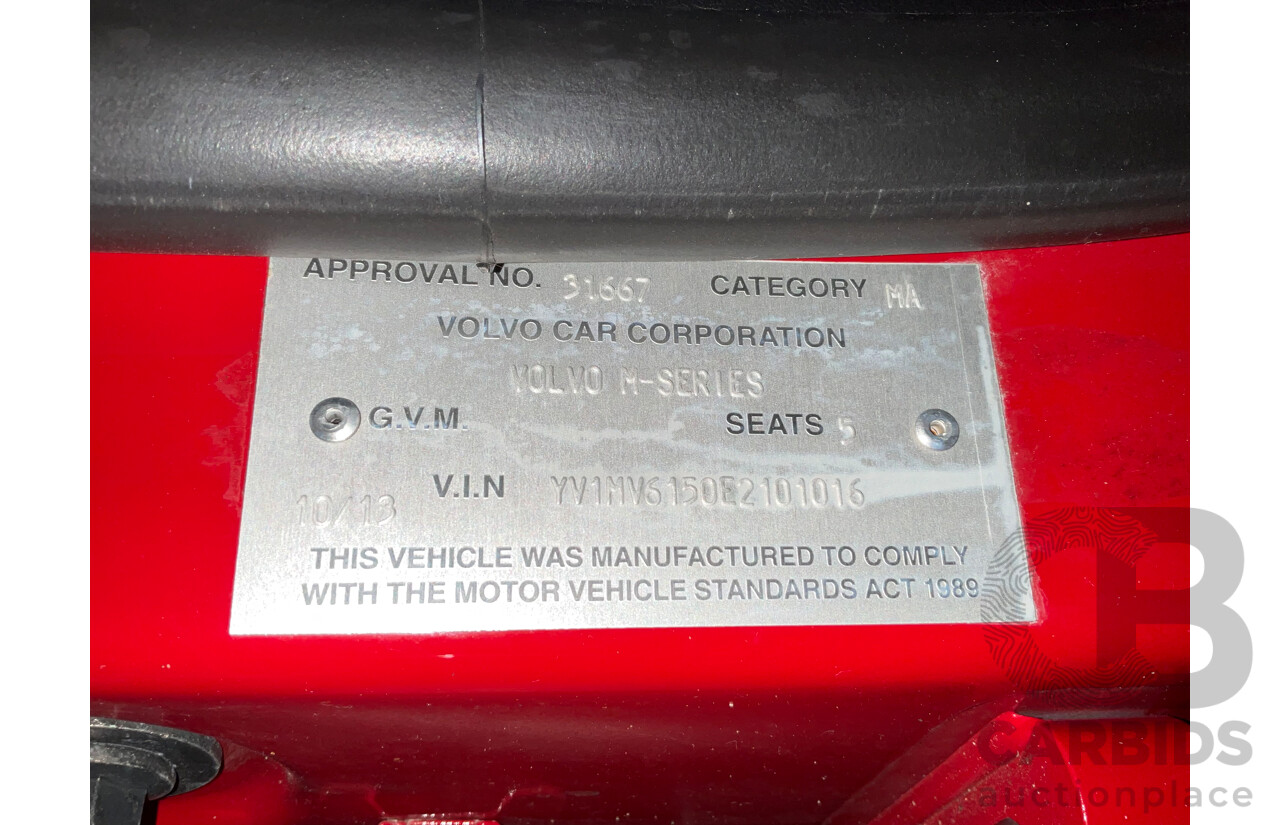 APPROVAL NO. 31667 CATEGORY MA
VOLVO CAR CORPORATION
VOLVO M-SERIES
G.V.M. SEATS 5
10/13 V.I.N YV1MV6150E2101016
THIS VEHICLE WAS MANUFACTURED TO COMPLY
WITH THE MOTOR VEHICLE STANDARDS ACT 1989
CB
CARBIDS
auctionplace